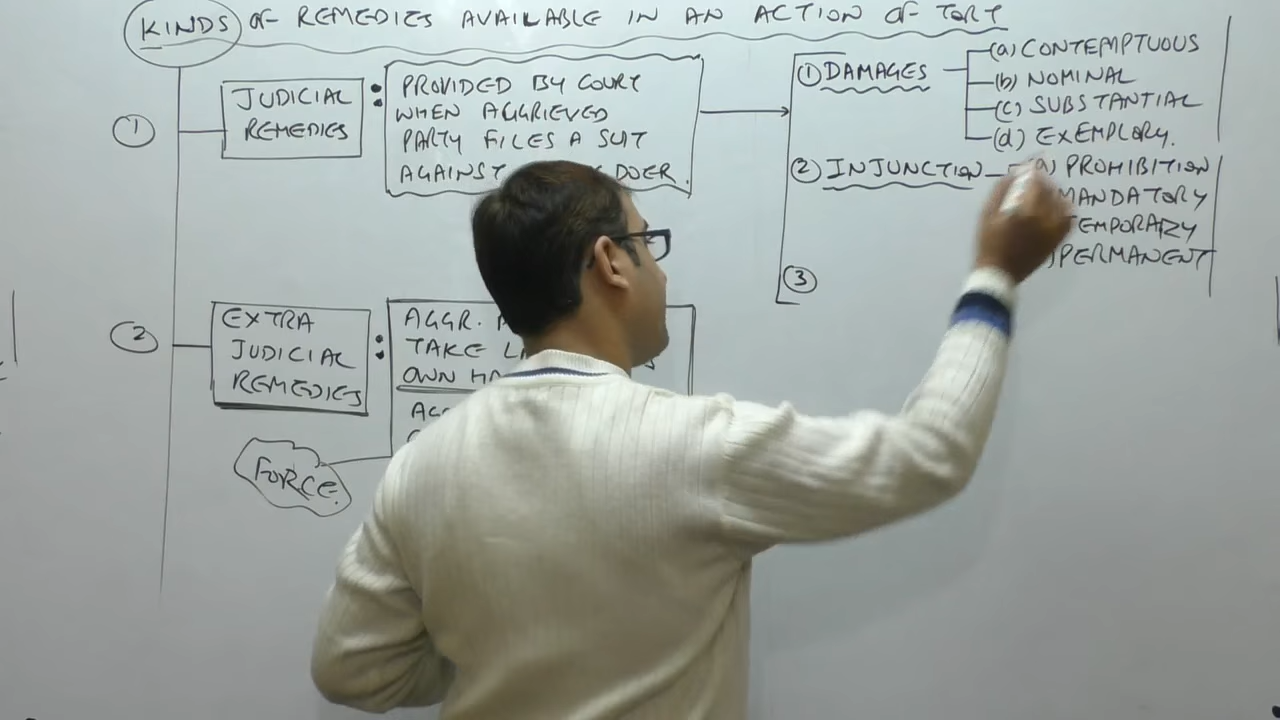 KINDS OF REMEDIES AVAILABLE IN AN ACTION OF TORT
① JUDICIAL
REMEDIES :
PROVIDED BY COURT
WHEN AGGRIEVED
PARTY FILES A SUIT
AGAINST DOER.
① DAMAGES
(a) CONTEMPTUOUS
(b) NOMINAL
(c) SUBSTANTIAL
(d) EXEMPLORY.
② INJUNCTION
(a) PROHIBITION
MANDATORY
TEMPORARY
PERMANENT
③
② EXTRA
JUDICIAL
REMEDIES :
AGGR.
TAKE
OWN
FORCE.